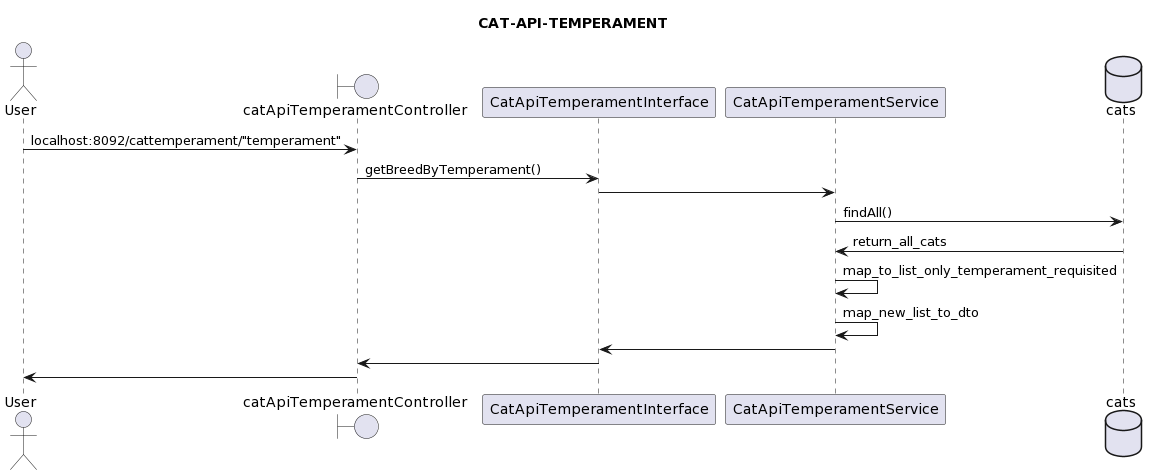 CAT-API-TEMPERAMENT
User
catApiTemperamentController
CatApiTemperamentInterface
CatApiTemperamentService
cats
localhost:8092/cattemperament/"temperament"
getBreedByTemperament()
findAll()
return_all_cats
map_to_list_only_temperament_requisited
map_new_list_to_dto
User
catApiTemperamentController
CatApiTemperamentInterface
CatApiTemperamentService
cats